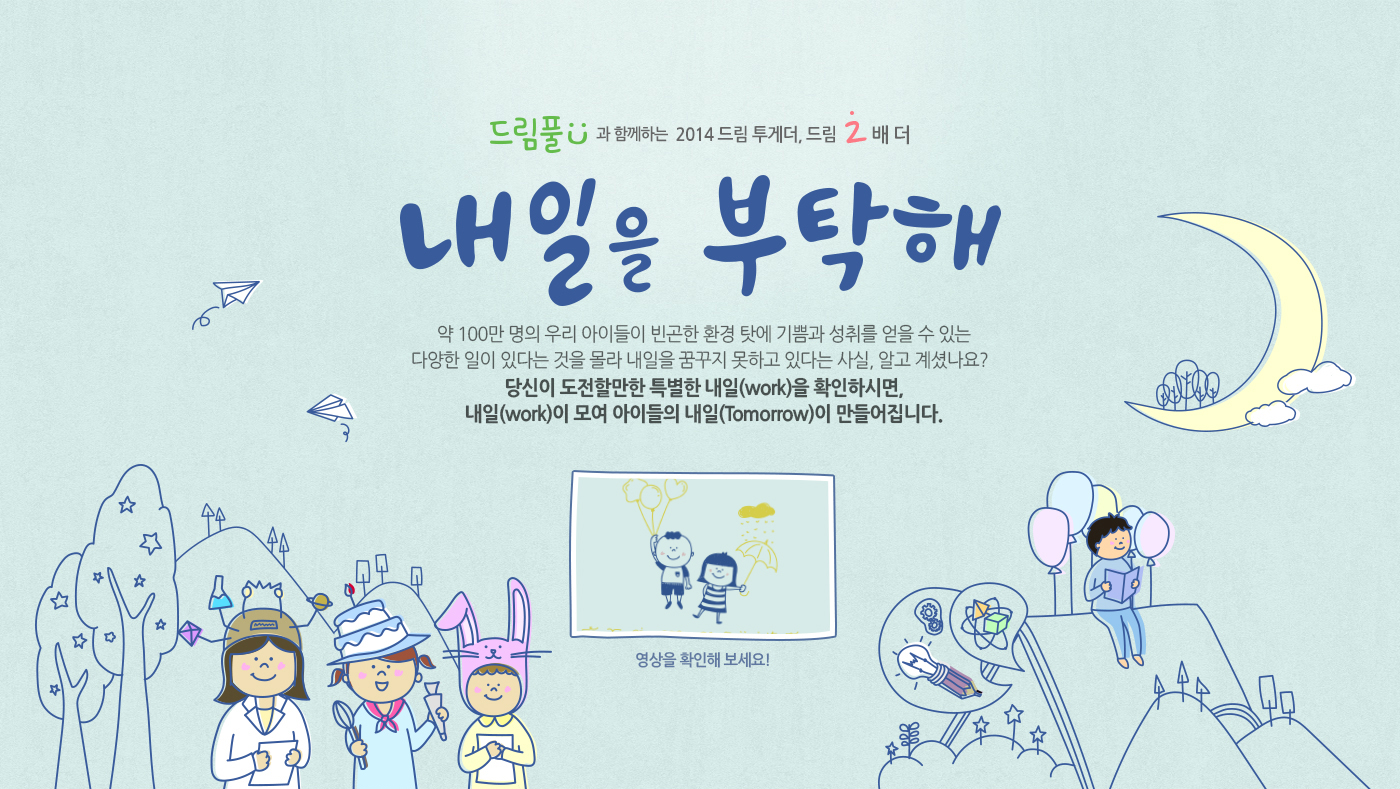 드림풀 과 함께하는 2014 드림 투게더, 드림 2 배 더
내일을 부탁해
약 100만 명의 우리 아이들이 빈곤한 환경 탓에 기쁨과 성취를 얻을 수 있는
다양한 일이 있다는 것을 몰라 내일을 꿈꾸지 못하고 있다는 사실, 알고 계셨나요?
당신이 도전할만한 특별한 내일(work)을 확인하시면,
내일(work)이 모여 아이들의 내일(Tomorrow)이 만들어집니다.
영상을 확인해 보세요!